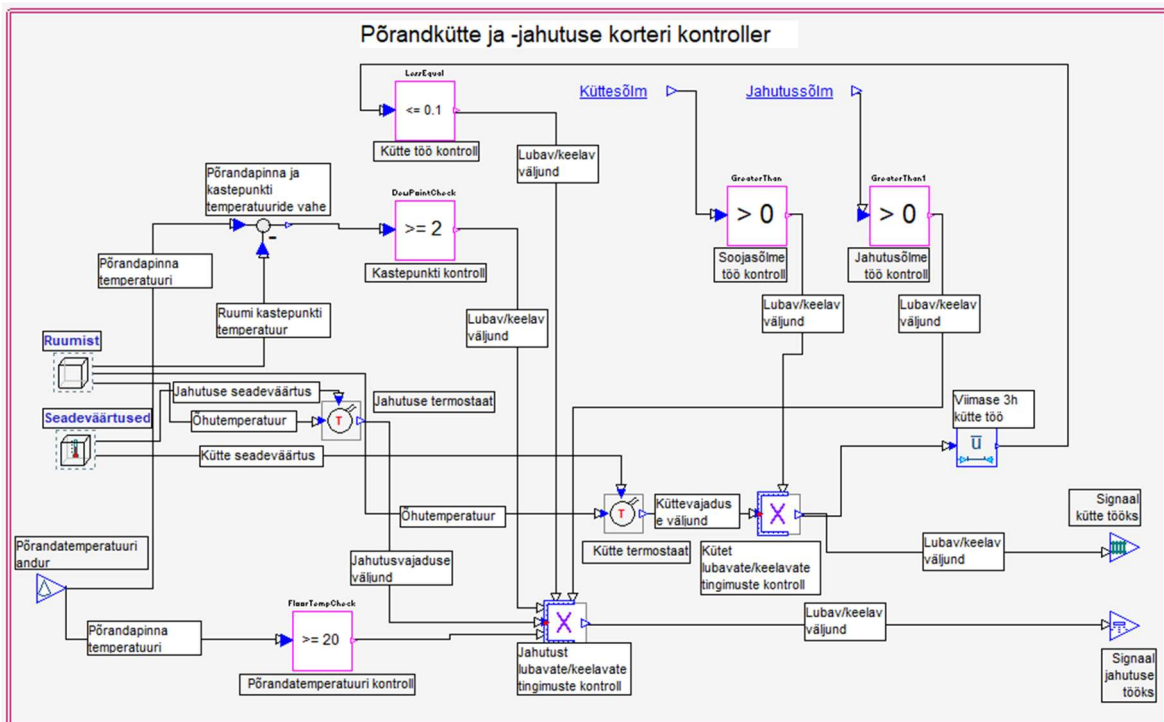 Põrandkütte ja -jahutuse korteri kontroller
LessEqual
<= 0.1
Kütte töö kontroll
Küttesõlm
Jahutussõlm
Lubav/keelav
väljund
Põrandapinna ja
kastepunkti
temperatuuride vahe
DewPointCheck
>= 2
Kastepunkti kontroll
GreaterThan
> 0
Soojasõlme
töö kontroll
GreaterThan1
> 0
Jahutusõlme
töö kontroll
-
Põrandapinna
temperatuuri
Ruumi kastepunkti
temperatuur
Lubav/keelav
väljund
Lubav/keelav
väljund
Lubav/keelav
väljund
Ruumist
Jahutuse seadeväärtus
Jahutuse termostaat
Seadeväärtused
Õhutemperatuur
T
Kütte seadeväärtus
Viimase 3h
kütte töö
u
Õhutemperatuur
T
Kütte termostaat
Küttevajadus
e väljund
X
Kütet
lubavate/keelavate
tingimuste kontroll
Signaal
kütte tööks
Lubav/keelav
väljund
Põrandatemperatuuri
andur
Jahutusvajaduse
väljund
Põrandapinna
temperatuuri
FloorTempCheck
>= 20
Põrandatemperatuuri kontroll
X
Jahutust
lubavate/keelavate
tingimuste kontroll
Lubav/keelav
väljund
Signaal
jahutuse
tööks